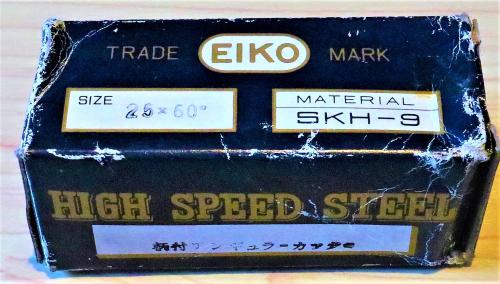 TRADE EIKO MARK
SIZE 25×60°
MATERIAL
SKH-9
HIGH SPEED STEEL
柄付アンギュラーカッター